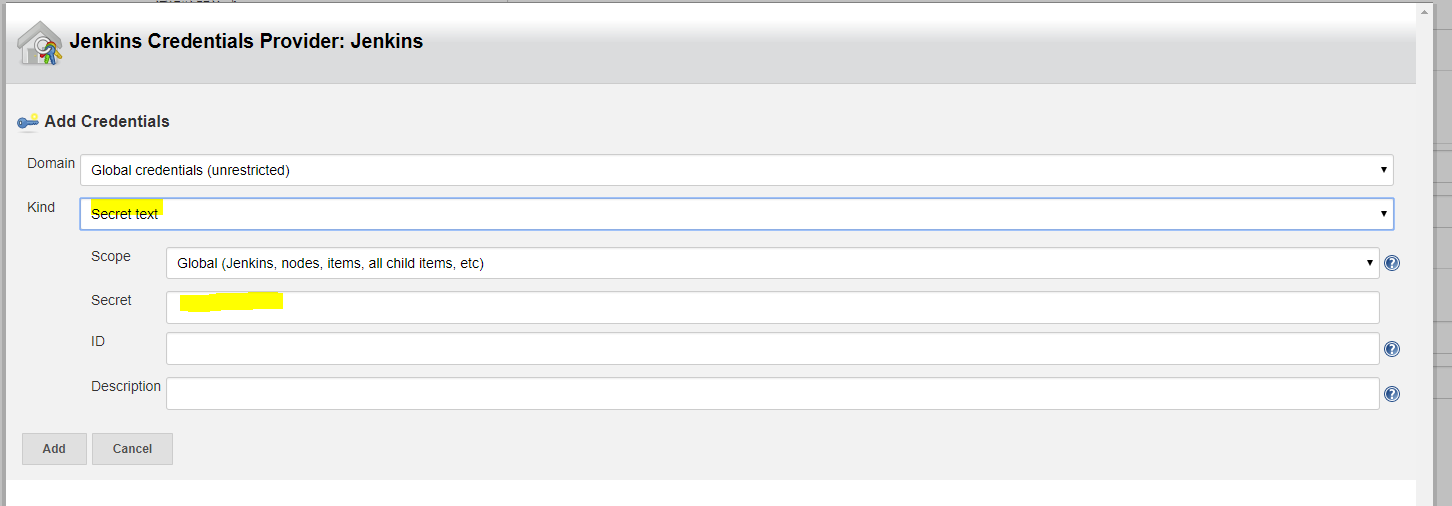 Jenkins Credentials Provider: Jenkins
Add Credentials
Domain
Global credentials (unrestricted)
Kind
Secret text
Scope
Global (Jenkins, nodes, items, all child items, etc)
Secret
ID
Description
Add Cancel